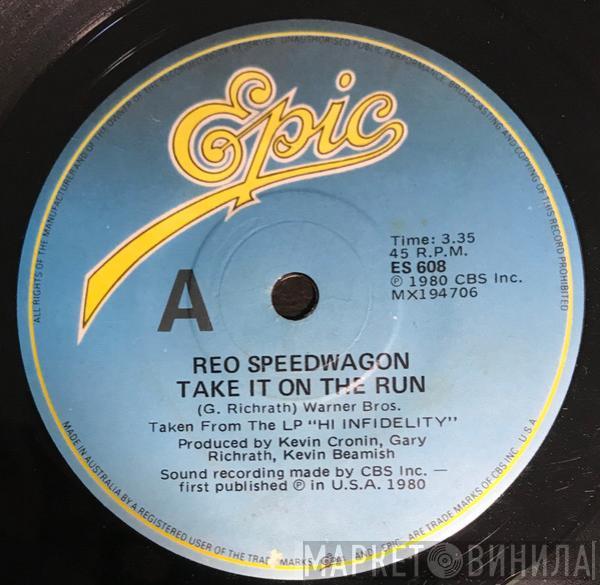 Epic
A
Time: 3.35
45 R.P.M.
ES 608
℗ 1980 CBS Inc.
MX194706
REO SPEEDWAGON
TAKE IT ON THE RUN
(G. Richrath) Warner Bros.
Taken From The LP "HI INFIDELITY"
Produced by Kevin Cronin, Gary
Richrath, Kevin Beamish
Sound recording made by CBS Inc. —
first published ℗ in U.S.A. 1980
ALL RIGHTS OF THE MANUFACTURER AND OF THE OWNER OF THE RECORDED WORK RESERVED. UNAUTHORISED PUBLIC PERFORMANCE, BROADCASTING AND COPYING OF THIS RECORD PROHIBITED
MADE IN AUSTRALIA BY A REGISTERED USER OF THE TRADE MARKS. Epic AND EPIC. ARE TRADE MARKS OF CBS INC. U.S.A.
МАРКЕТ ВИНИЛА